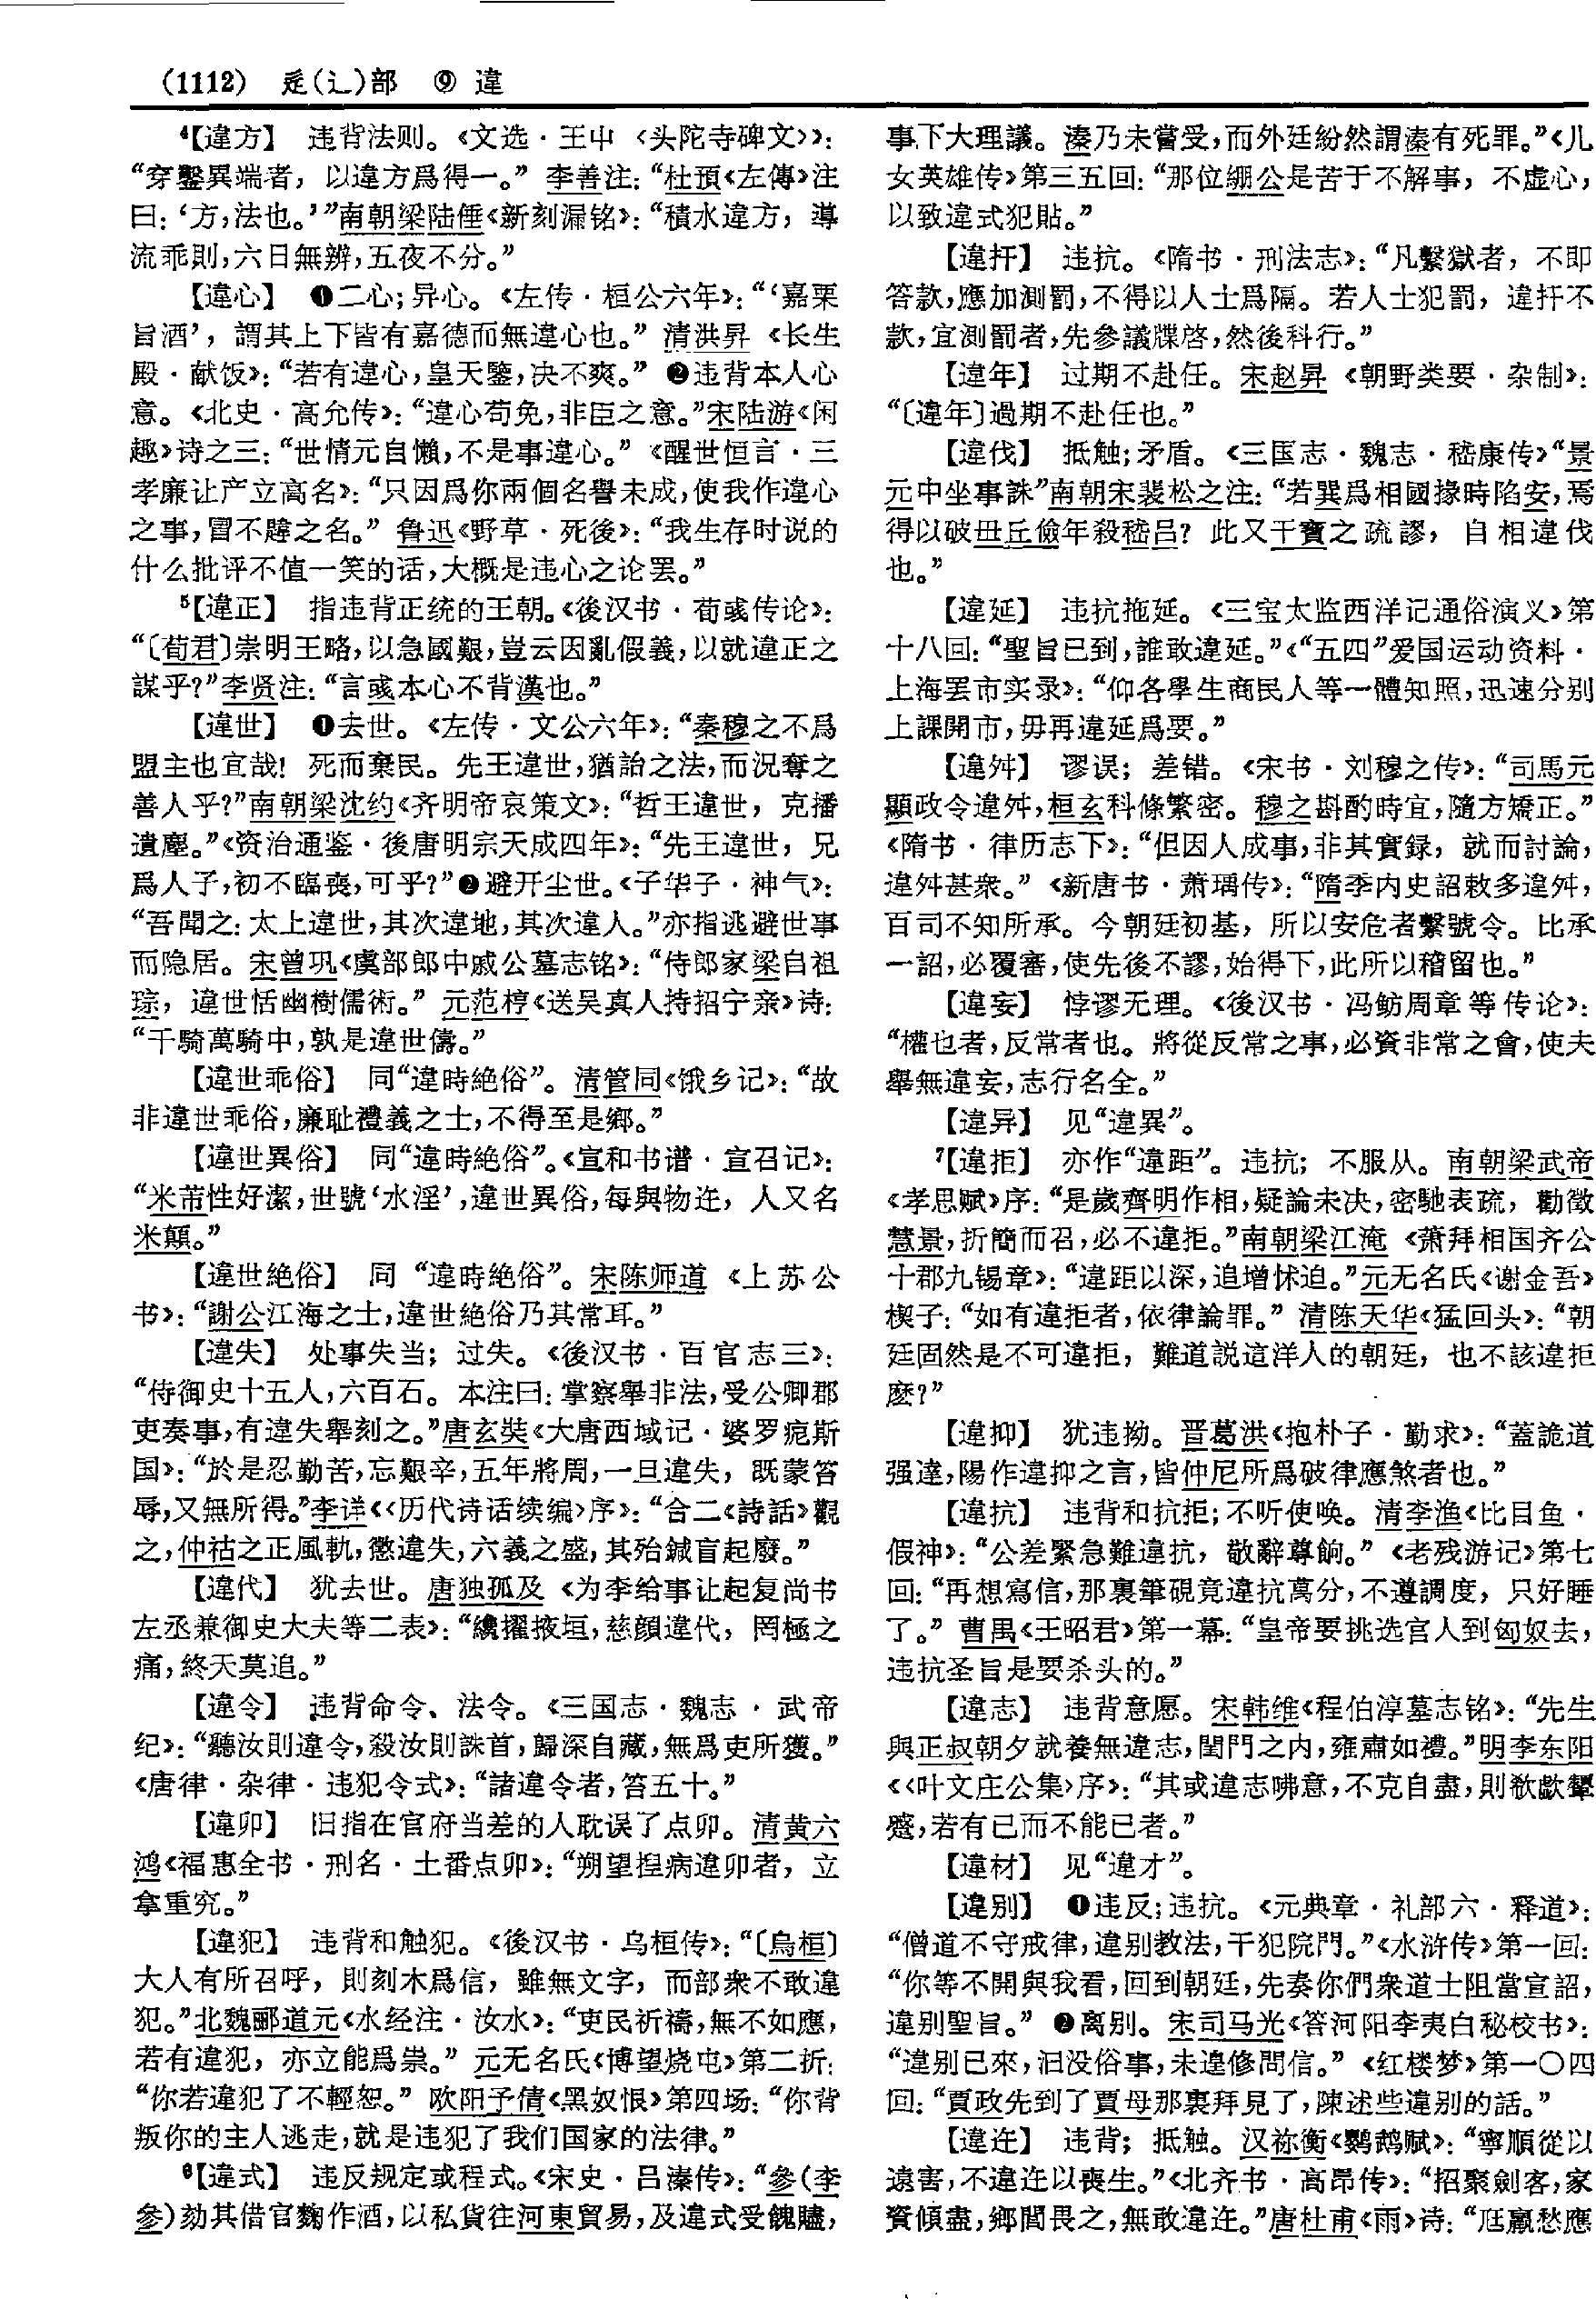 (1112) 辵(辶)部 ⑨ 違
⁴【違方】 违背法则。《文选·王屮〈头陀寺碑文〉》：
“穿鑿異端者，以違方爲得一。”李善注：“杜預《左傳》注
曰：‘方，法也。’”南朝梁陆倕《新刻漏铭》：“積水違方，導
流乖則，六日無辨，五夜不分。”
【違心】 ❶二心；异心。《左传·桓公六年》：“‘嘉栗
旨酒’，謂其上下皆有嘉德而無違心也。”清洪昇《长生
殿·献饭》：“若有違心，皇天鑒，决不爽。”❷违背本人心
意。《北史·高允传》：“違心苟免，非臣之意。”宋陆游《闲
趣》诗之三：“世情元自懶，不是事違心。”《醒世恒言·三
孝廉让产立高名》：“只因爲你兩個名譽未成，使我作違心
之事，冒不韙之名。”鲁迅《野草·死後》：“我生存时说的
什么批评不值一笑的话，大概是违心之论罢。”
⁵【違正】 指违背正统的王朝。《後汉书·荀彧传论》：
“〔荀君〕崇明王略，以急國艱，豈云因亂假義，以就違正之
謀乎？”李贤注：“言彧本心不背漢也。”
【違世】 ❶去世。《左传·文公六年》：“秦穆之不爲
盟主也宜哉！死而棄民。先王違世，猶詒之法，而況奪之
善人乎？”南朝梁沈约《齐明帝哀策文》：“哲王違世，克播
遺塵。”《资治通鉴·後唐明宗天成四年》：“先王違世，兄
爲人子，初不臨喪，可乎？”❷避开尘世。《子华子·神气》：
“吾聞之：太上違世，其次違地，其次違人。”亦指逃避世事
而隐居。宋曾巩《虞部郎中戚公墓志铭》：“侍郎家梁自祖
琮，違世恬幽樹儒術。”元范梈《送吴真人持招宁亲》诗：
“千騎萬騎中，孰是違世儔。”
【違世乖俗】 同“違時絶俗”。清管同《饿乡记》：“故
非違世乖俗，廉耻禮義之士，不得至是鄉。”
【違世異俗】 同“違時絶俗”。《宣和书谱·宣召记》：
“米芾性好潔，世號‘水淫’，違世異俗，每與物迕，人又名
米顛。”
【違世絶俗】 同“違時絶俗”。宋陈师道《上苏公
书》：“謝公江海之士，違世絶俗乃其常耳。”
【違失】 处事失当；过失。《後汉书·百官志三》：
“侍御史十五人，六百石。本注曰：掌察舉非法，受公卿郡
吏奏事，有違失舉刻之。”唐玄奘《大唐西域记·婆罗痆斯
国》：“於是忍勤苦，忘艱辛，五年將周，一旦違失，既蒙笞
辱，又無所得。”李详《〈历代诗话续编〉序》：“合二《詩話》觀
之，仲祜之正風軌，懲違失，六義之盛，其殆鍼盲起廢。”
【違代】 犹去世。唐独孤及《为李给事让起复尚书
左丞兼御史大夫等二表》：“纔擢掖垣，慈顔違代，罔極之
痛，終天莫追。”
【違令】 违背命令、法令。《三国志·魏志·武帝
纪》：“聽汝則違令，殺汝則誅首，歸深自藏，無爲吏所獲。”
《唐律·杂律·违犯令式》：“諸違令者，笞五十。”
【違卯】 旧指在官府当差的人耽误了点卯。清黄六
鸿《福惠全书·刑名·土番点卯》：“朔望捏病違卯者，立
拿重究。”
【違犯】 违背和触犯。《後汉书·乌桓传》：“〔烏桓〕
大人有所召呼，則刻木爲信，雖無文字，而部衆不敢違
犯。”北魏郦道元《水经注·汝水》：“吏民祈禱，無不如應，
若有違犯，亦立能爲祟。”元无名氏《博望烧屯》第二折：
“你若違犯了不輕恕。”欧阳予倩《黑奴恨》第四场：“你背
叛你的主人逃走，就是违犯了我们国家的法律。”
⁶【違式】 违反规定或程式。《宋史·吕溱传》：“參（李
參）劾其借官麴作酒，以私貨往河東貿易，及違式受餽贐，
事下大理議。溱乃未嘗受，而外廷紛然謂溱有死罪。”《儿
女英雄传》第三五回：“那位綳公是苦于不解事，不虚心，
以致違式犯貼。”
【違扞】 违抗。《隋书·刑法志》：“凡繫獄者，不即
答款，應加測罰，不得以人士爲隔。若人士犯罰，違扞不
款，宜測罰者，先參議牒啓，然後科行。”
【違年】 过期不赴任。宋赵昇《朝野类要·杂制》：
“〔違年〕過期不赴任也。”
【違伐】 抵触；矛盾。《三国志·魏志·嵇康传》“景
元中坐事誅”南朝宋裴松之注：“若巽爲相國掾時陷安，焉
得以破毌丘儉年殺嵇吕？此又干寶之疏謬，自相違伐
也。”
【違延】 违抗拖延。《三宝太监西洋记通俗演义》第
十八回：“聖旨已到，誰敢違延。”《“五四”爱国运动资料·
上海罢市实录》：“仰各學生商民人等一體知照，迅速分别
上課開市，毋再違延爲要。”
【違舛】 谬误；差错。《宋书·刘穆之传》：“司馬元
顯政令違舛，桓玄科條繁密。穆之斟酌時宜，隨方矯正。”
《隋书·律历志下》：“但因人成事，非其實録，就而討論，
違舛甚衆。”《新唐书·萧瑀传》：“隋季内史詔敕多違舛，
百司不知所承。今朝廷初基，所以安危者繫號令。比承
一詔，必覆審，使先後不謬，始得下，此所以稽留也。”
【違妄】 悖谬无理。《後汉书·冯鲂周章等传论》：
“權也者，反常者也。將從反常之事，必資非常之會，使夫
舉無違妄，志行名全。”
【違异】 见“違異”。
⁷【違拒】 亦作“違距”。违抗；不服从。南朝梁武帝
《孝思赋》序：“是歲齊明作相，疑論未决，密馳表疏，勸徵
慧景，折簡而召，必不違拒。”南朝梁江淹《萧拜相国齐公
十郡九锡章》：“違距以深，追增怵迫。”元无名氏《谢金吾》
楔子：“如有違拒者，依律論罪。”清陈天华《猛回头》：“朝
廷固然是不可違拒，難道説這洋人的朝廷，也不該違拒
麽？”
【違抑】 犹违拗。晋葛洪《抱朴子·勤求》：“蓋詭道
强達，陽作違抑之言，皆仲尼所爲破律應煞者也。”
【違抗】 违背和抗拒；不听使唤。清李渔《比目鱼·
假神》：“公差緊急難違抗，敬辭尊餉。”《老残游记》第七
回：“再想寫信，那裏筆硯竟違抗萬分，不遵調度，只好睡
了。”曹禺《王昭君》第一幕：“皇帝要挑选官人到匈奴去，
违抗圣旨是要杀头的。”
【違志】 违背意愿。宋韩维《程伯淳墓志铭》：“先生
與正叔朝夕就養無違志，閨門之内，雍肅如禮。”明李东阳
《〈叶文庄公集〉序》：“其或違志咈意，不克自盡，則欷歔顰
蹙，若有已而不能已者。”
【違材】 见“違才”。
【違别】 ❶违反；违抗。《元典章·礼部六·释道》：
“僧道不守戒律，違别教法，干犯院門。”《水浒传》第一回：
“你等不開與我看，回到朝廷，先奏你們衆道士阻當宣詔，
違别聖旨。”❷离别。宋司马光《答河阳李夷白秘校书》：
“違别已來，汩没俗事，未遑修問信。”《红楼梦》第一〇四
回：“賈政先到了賈母那裏拜見了，陳述些違别的話。”
【違迕】 违背；抵触。汉祢衡《鹦鹉赋》：“寧順從以
遠害，不違迕以喪生。”《北齐书·高昂传》：“招聚劍客，家
資傾盡，鄉閭畏之，無敢違迕。”唐杜甫《雨》诗：“尪羸愁應